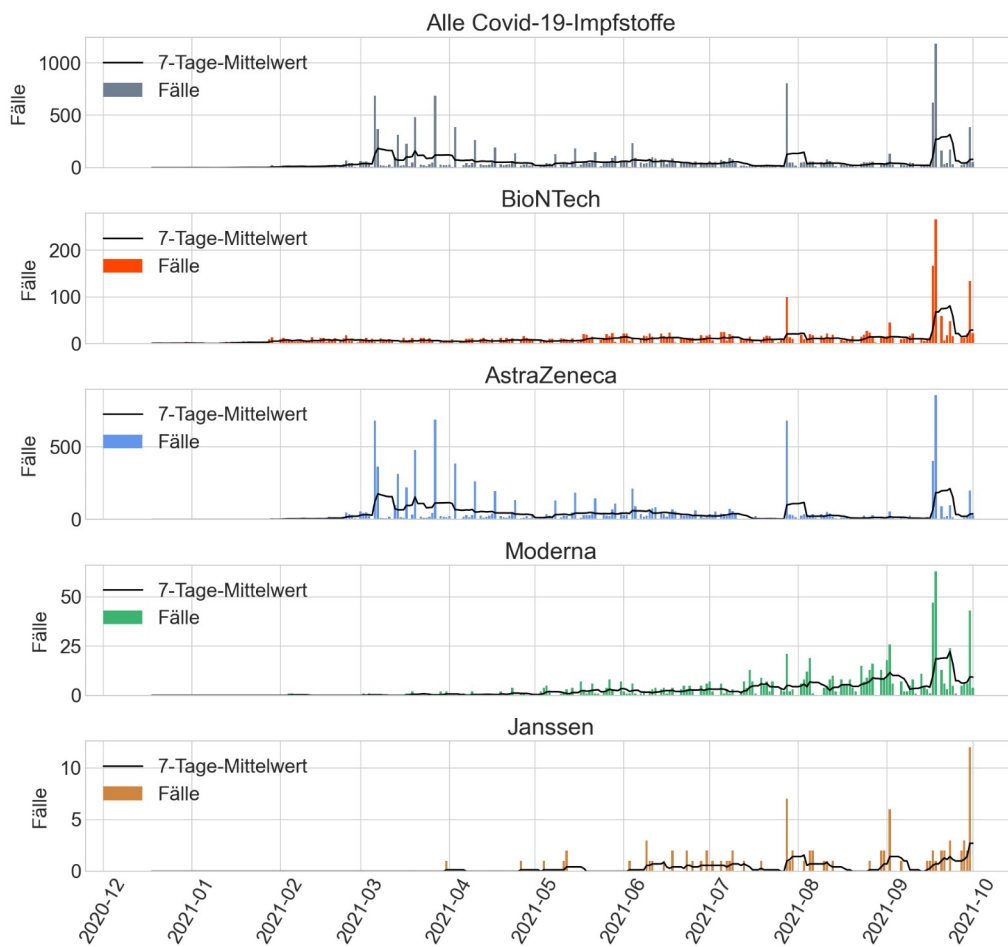 Alle Covid-19-Impfstoffe
Fälle
1000
500
0
7-Tage-Mittelwert
Fälle
BioNTech
Fälle
200
100
0
7-Tage-Mittelwert
Fälle
AstraZeneca
Fälle
500
0
7-Tage-Mittelwert
Fälle
Moderna
Fälle
50
25
0
7-Tage-Mittelwert
Fälle
Janssen
Fälle
10
5
0
7-Tage-Mittelwert
Fälle
2020-12
2021-01
2021-02
2021-03
2021-04
2021-05
2021-06
2021-07
2021-08
2021-09
2021-10